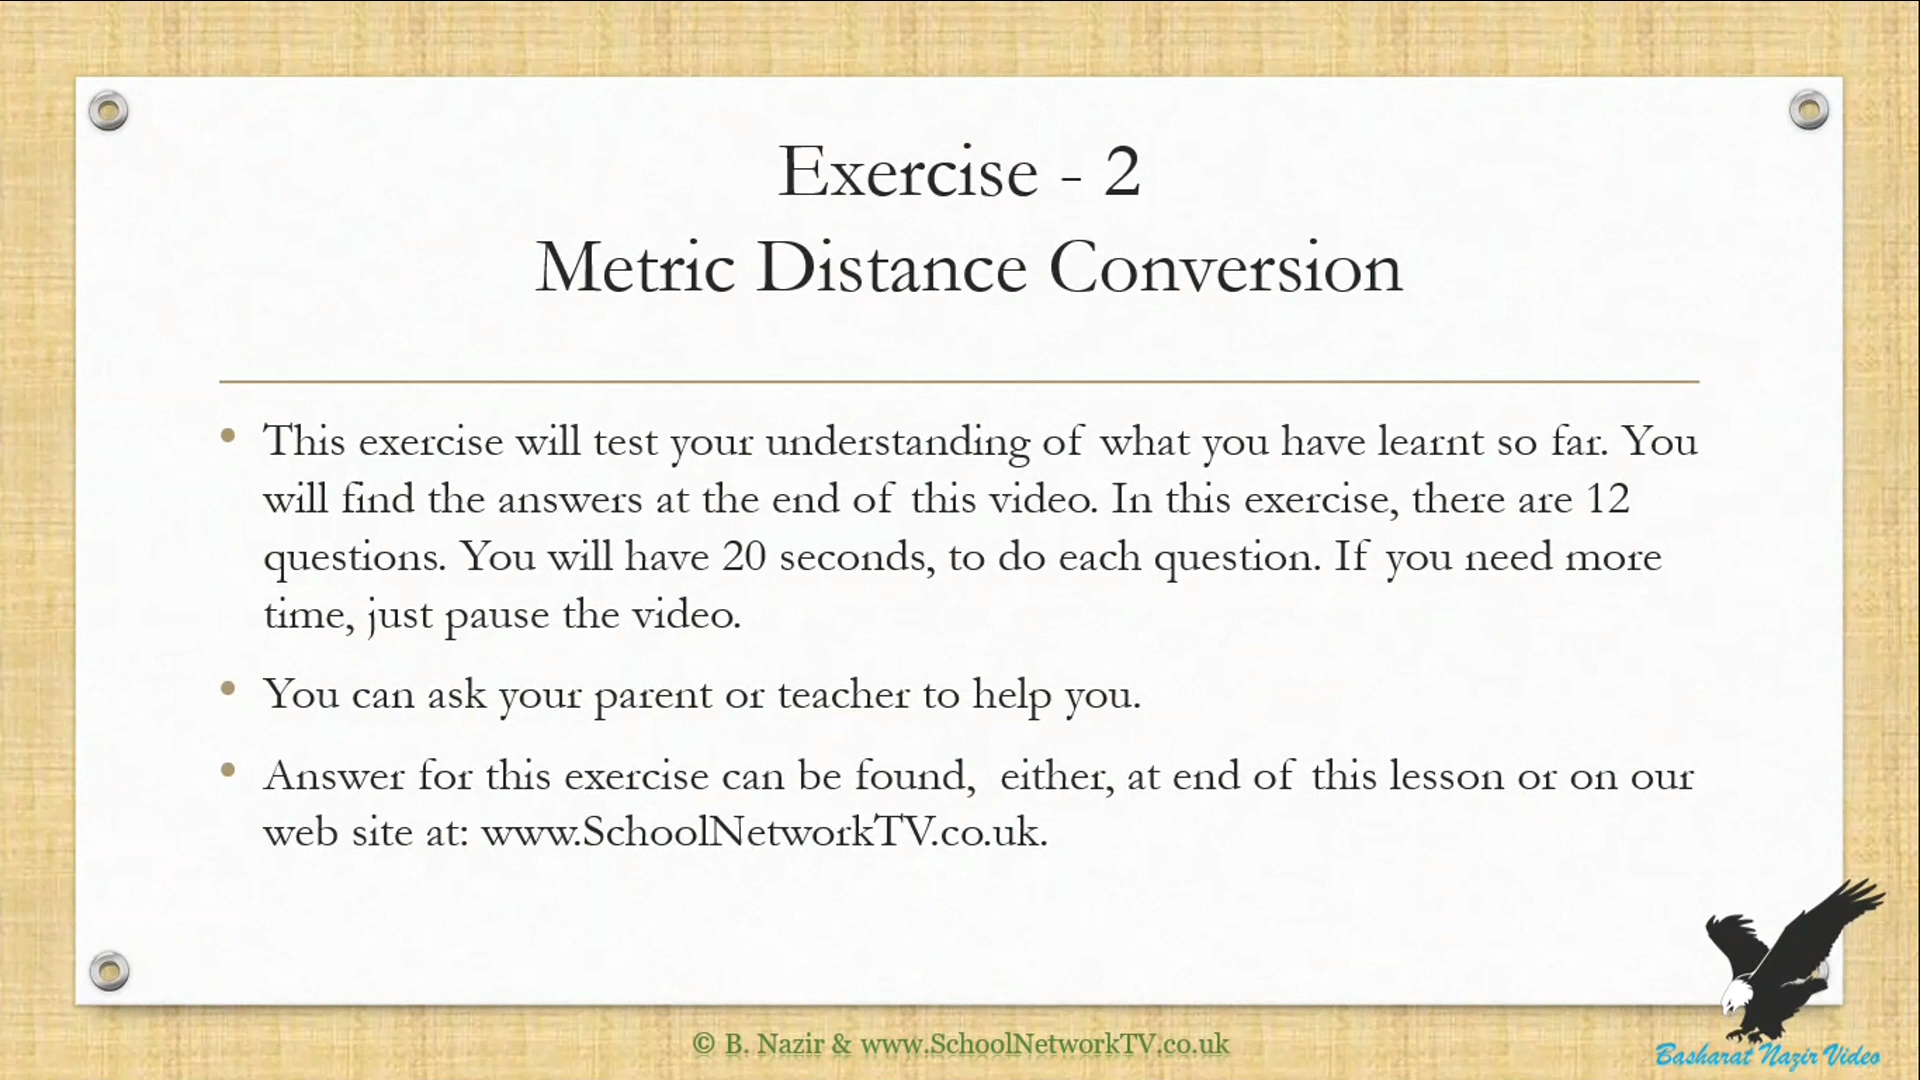 Exercise - 2
Metric Distance Conversion
• This exercise will test your understanding of what you have learnt so far. You
will find the answers at the end of this video. In this exercise, there are 12
questions. You will have 20 seconds, to do each question. If you need more
time, just pause the video.
• You can ask your parent or teacher to help you.
• Answer for this exercise can be found, either, at end of this lesson or on our
web site at: www.SchoolNetworkTV.co.uk.
© B. Nazir & www.SchoolNetworkTV.co.uk
Basharat Nazir Video